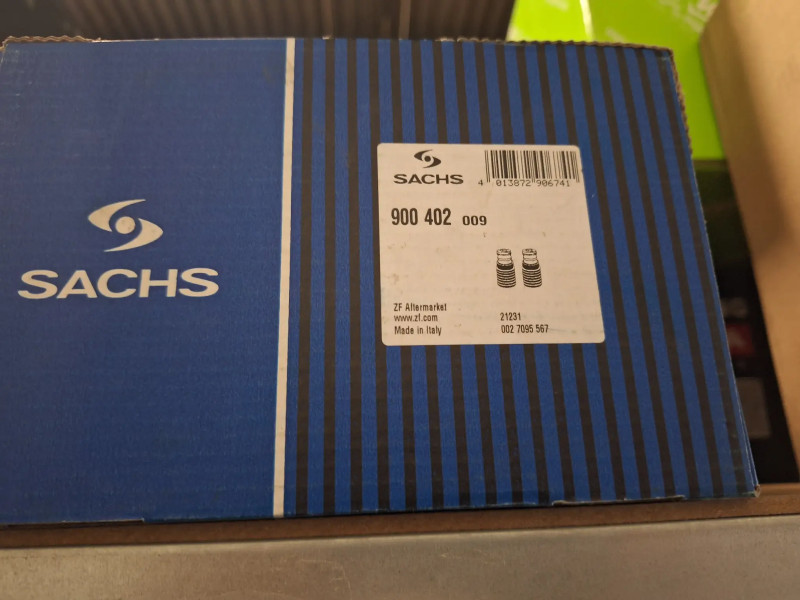 SACHS
SACHS
4 013872 906741
900 402 009
ZF Aftermarket
www.zf.com
Made in Italy
21231
002 7095 567